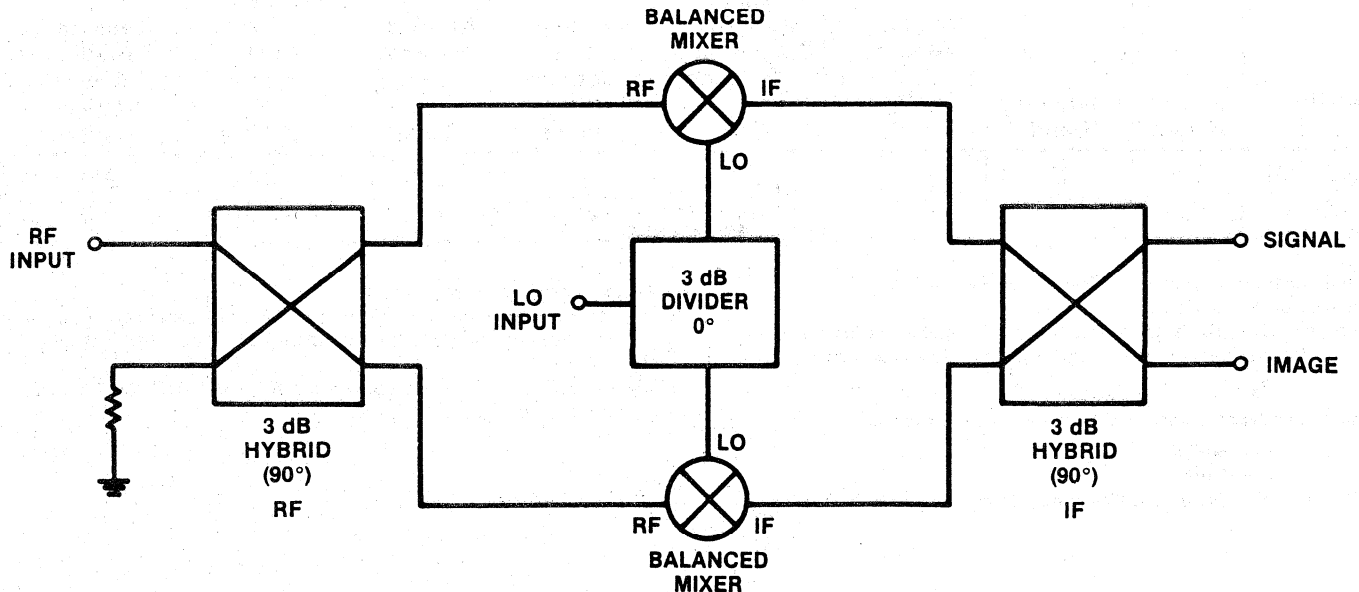 BALANCED
MIXER
RF
IF
LO
RF
INPUT
3 dB
HYBRID
(90°)
RF
LO
INPUT
3 dB
DIVIDER
0°
SIGNAL
IMAGE
3 dB
HYBRID
(90°)
IF
LO
RF
IF
BALANCED
MIXER